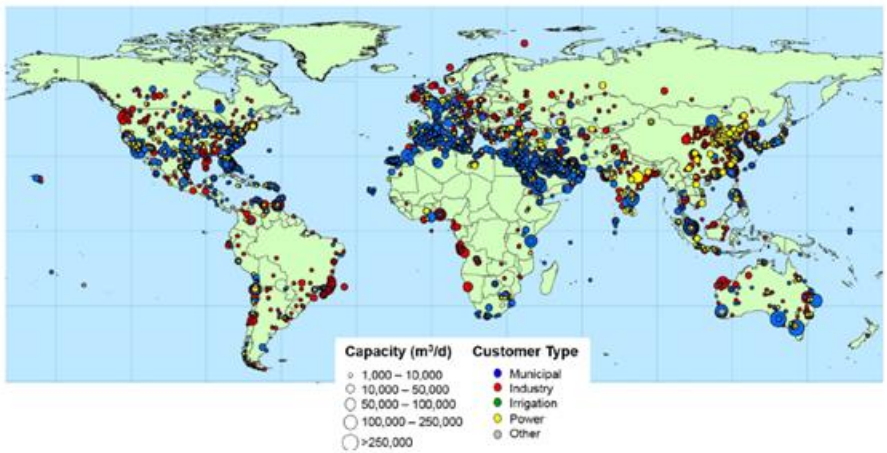 Capacity (m³/d)
1,000 – 10,000
10,000 – 50,000
50,000 – 100,000
100,000 – 250,000
>250,000
Customer Type
Municipal
Industry
Irrigation
Power
Other